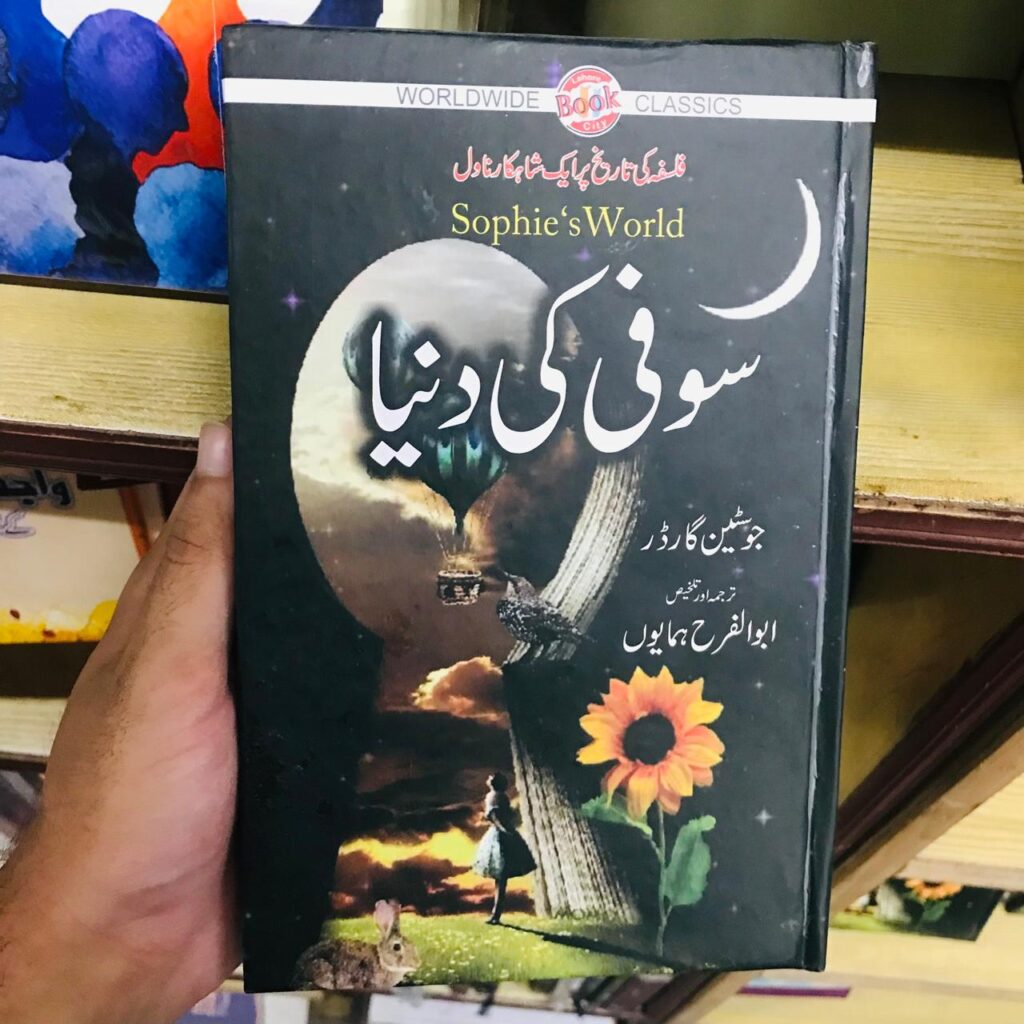 WORLDWIDE Lahore Book City CLASSICS
فلسفہ کی تاریخ پر ایک شاہکار ناول
Sophie‘s World
سوفی کی دنیا
جوسٹین گارڈر
ترجمہ اور تلخیص
ابوالفرح ہمایوں